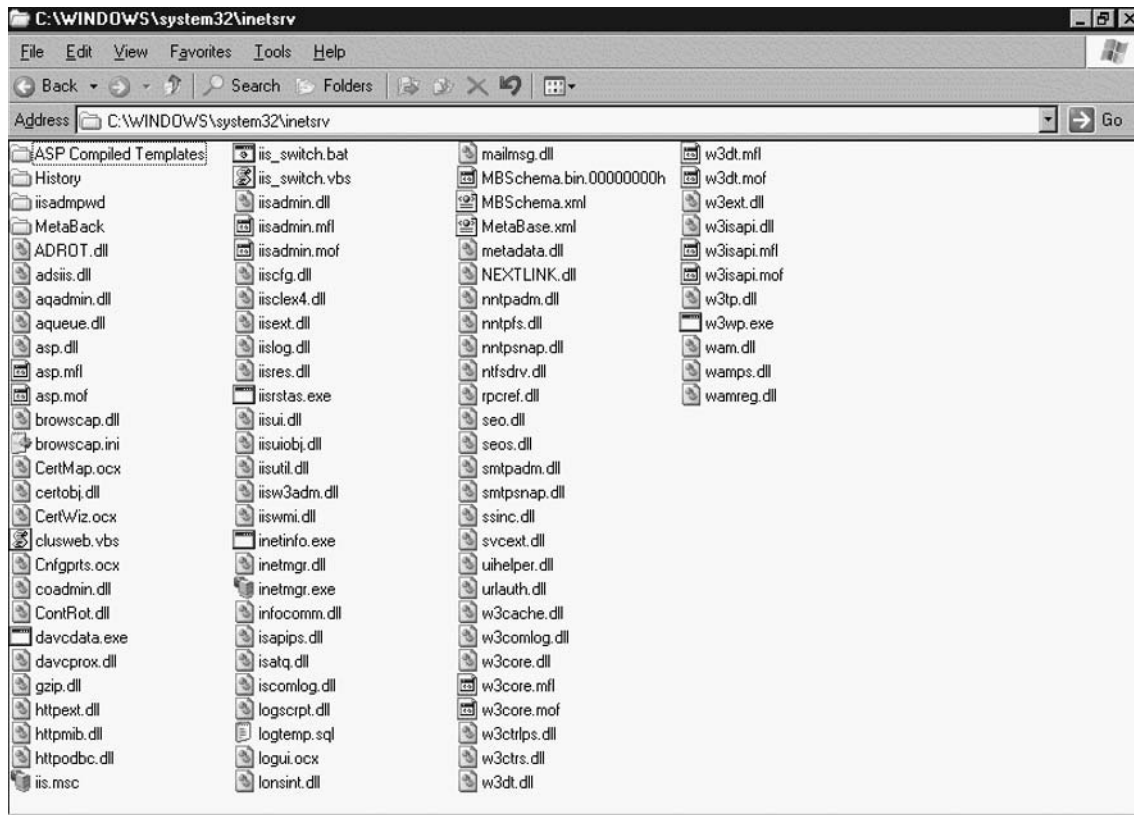 C:\WINDOWS\system32\inetsrv
File Edit View Favorites Tools Help
Back Search Folders
Address C:\WINDOWS\system32\inetsrv Go
ASP Compiled Templates
History
iisadmpwd
MetaBack
ADROT.dll
adsiis.dll
aqadmin.dll
aqueue.dll
asp.dll
asp.mfl
asp.mof
browscap.dll
browscap.ini
CertMap.ocx
certobj.dll
CertWiz.ocx
clusweb.vbs
Cnfgprts.ocx
coadmin.dll
ContRot.dll
davcdata.exe
davcprox.dll
gzip.dll
httpext.dll
httpmib.dll
httpodbc.dll
iis.msc
iis_switch.bat
iis_switch.vbs
iisadmin.dll
iisadmin.mfl
iisadmin.mof
iiscfg.dll
iisclex4.dll
iisext.dll
iislog.dll
iisres.dll
iisrstas.exe
iisui.dll
iisuiobj.dll
iisutil.dll
iisw3adm.dll
iiswmi.dll
inetinfo.exe
inetmgr.dll
inetmgr.exe
infocomm.dll
isapips.dll
isatq.dll
iscomlog.dll
logscrpt.dll
logtemp.sql
logui.ocx
lonsint.dll
mailmsg.dll
MBSchema.bin.00000000h
MBSchema.xml
MetaBase.xml
metadata.dll
NEXTLINK.dll
nntpadm.dll
nntpfs.dll
nntpsnap.dll
ntfsdrv.dll
rpcref.dll
seo.dll
seos.dll
smtpadm.dll
smtpsnap.dll
ssinc.dll
svcext.dll
uihelper.dll
urlauth.dll
w3cache.dll
w3comlog.dll
w3core.dll
w3core.mfl
w3core.mof
w3ctrlps.dll
w3ctrs.dll
w3dt.dll
w3dt.mfl
w3dt.mof
w3ext.dll
w3isapi.dll
w3isapi.mfl
w3isapi.mof
w3tp.dll
w3wp.exe
wam.dll
wamps.dll
wamreg.dll